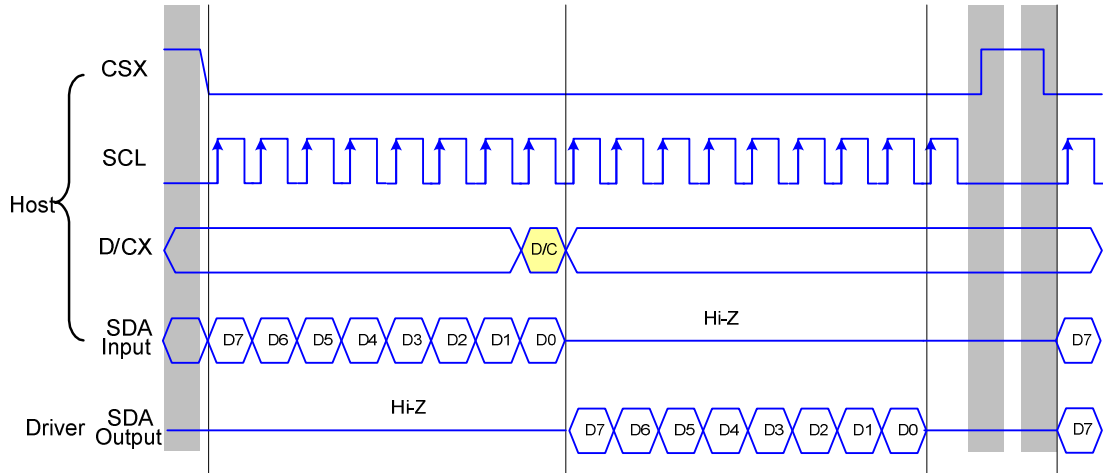 CSX
SCL
Host
D/CX
D/C
SDA
Input
D7 D6 D5 D4 D3 D2 D1 D0
Hi-Z
D7
Driver
SDA
Output
Hi-Z
D7 D6 D5 D4 D3 D2 D1 D0
D7